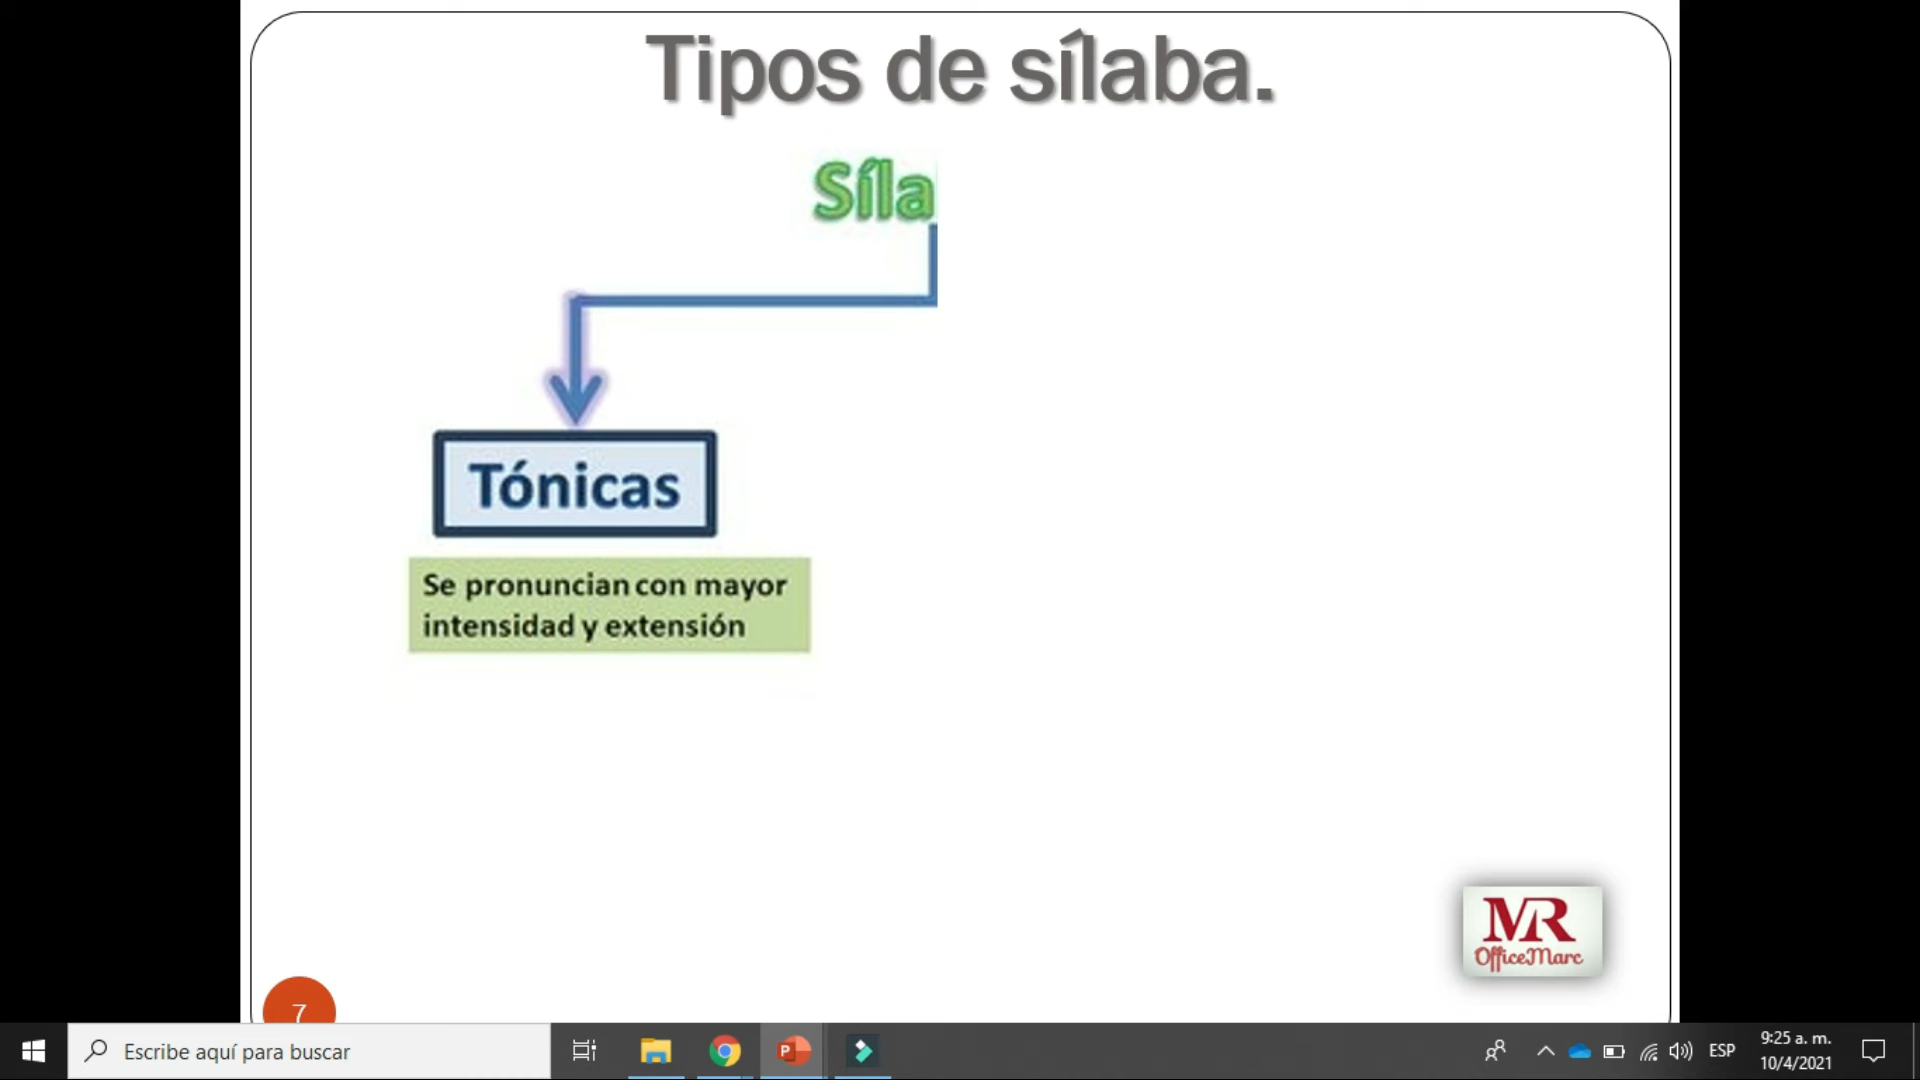 Tipos de sílaba.
Síla
Tónicas
Se pronuncian con mayor
intensidad y extensión
MR
OfficeMarc
7
Escribe aquí para buscar
ESP
9:25 a. m.
10/4/2021